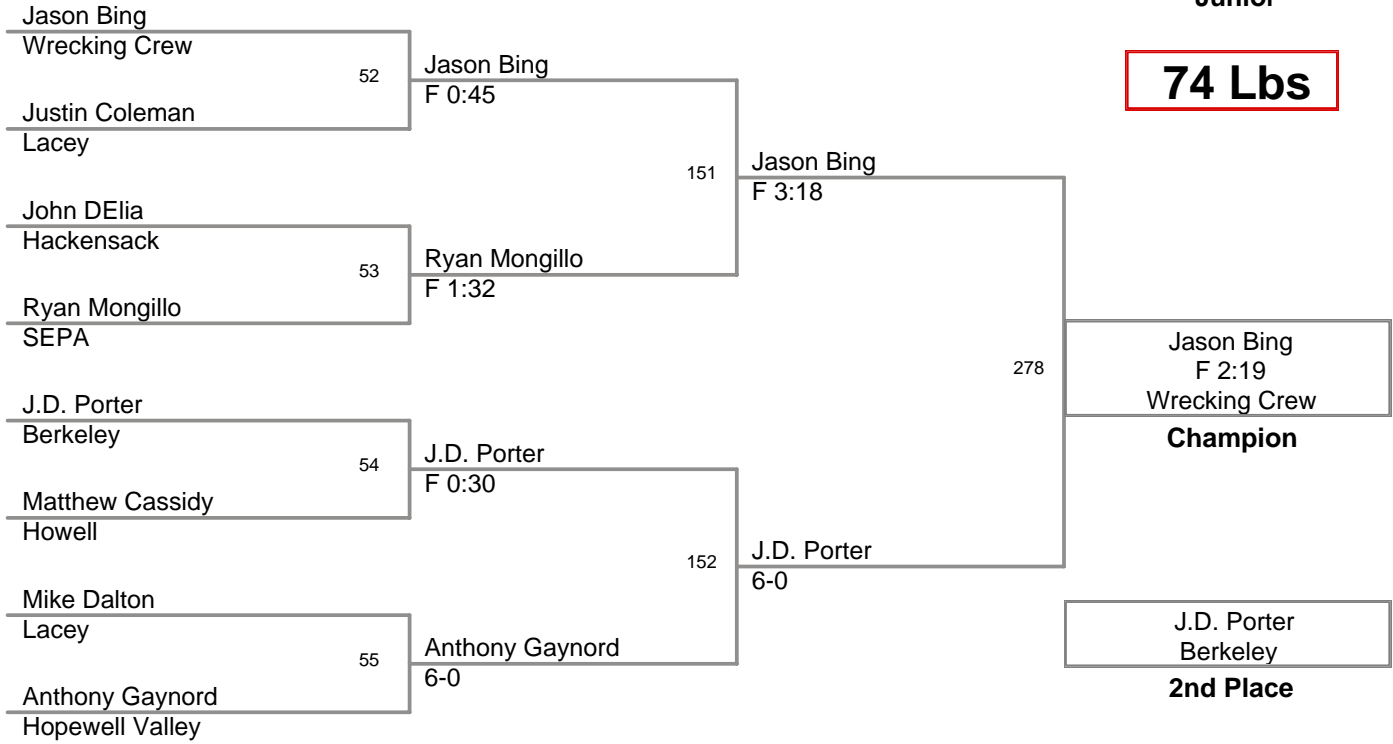 Junior
74 Lbs
Jason Bing
Wrecking Crew
52
Justin Coleman
Lacey
Jason Bing
F 0:45
John DElia
Hackensack
53
Ryan Mongillo
SEPA
Ryan Mongillo
F 1:32
151
Jason Bing
F 3:18
J.D. Porter
Berkeley
54
Matthew Cassidy
Howell
J.D. Porter
F 0:30
Mike Dalton
Lacey
55
Anthony Gaynord
Hopewell Valley
Anthony Gaynord
6-0
152
J.D. Porter
6-0
278
Jason Bing
F 2:19
Wrecking Crew
Champion
J.D. Porter
Berkeley
2nd Place